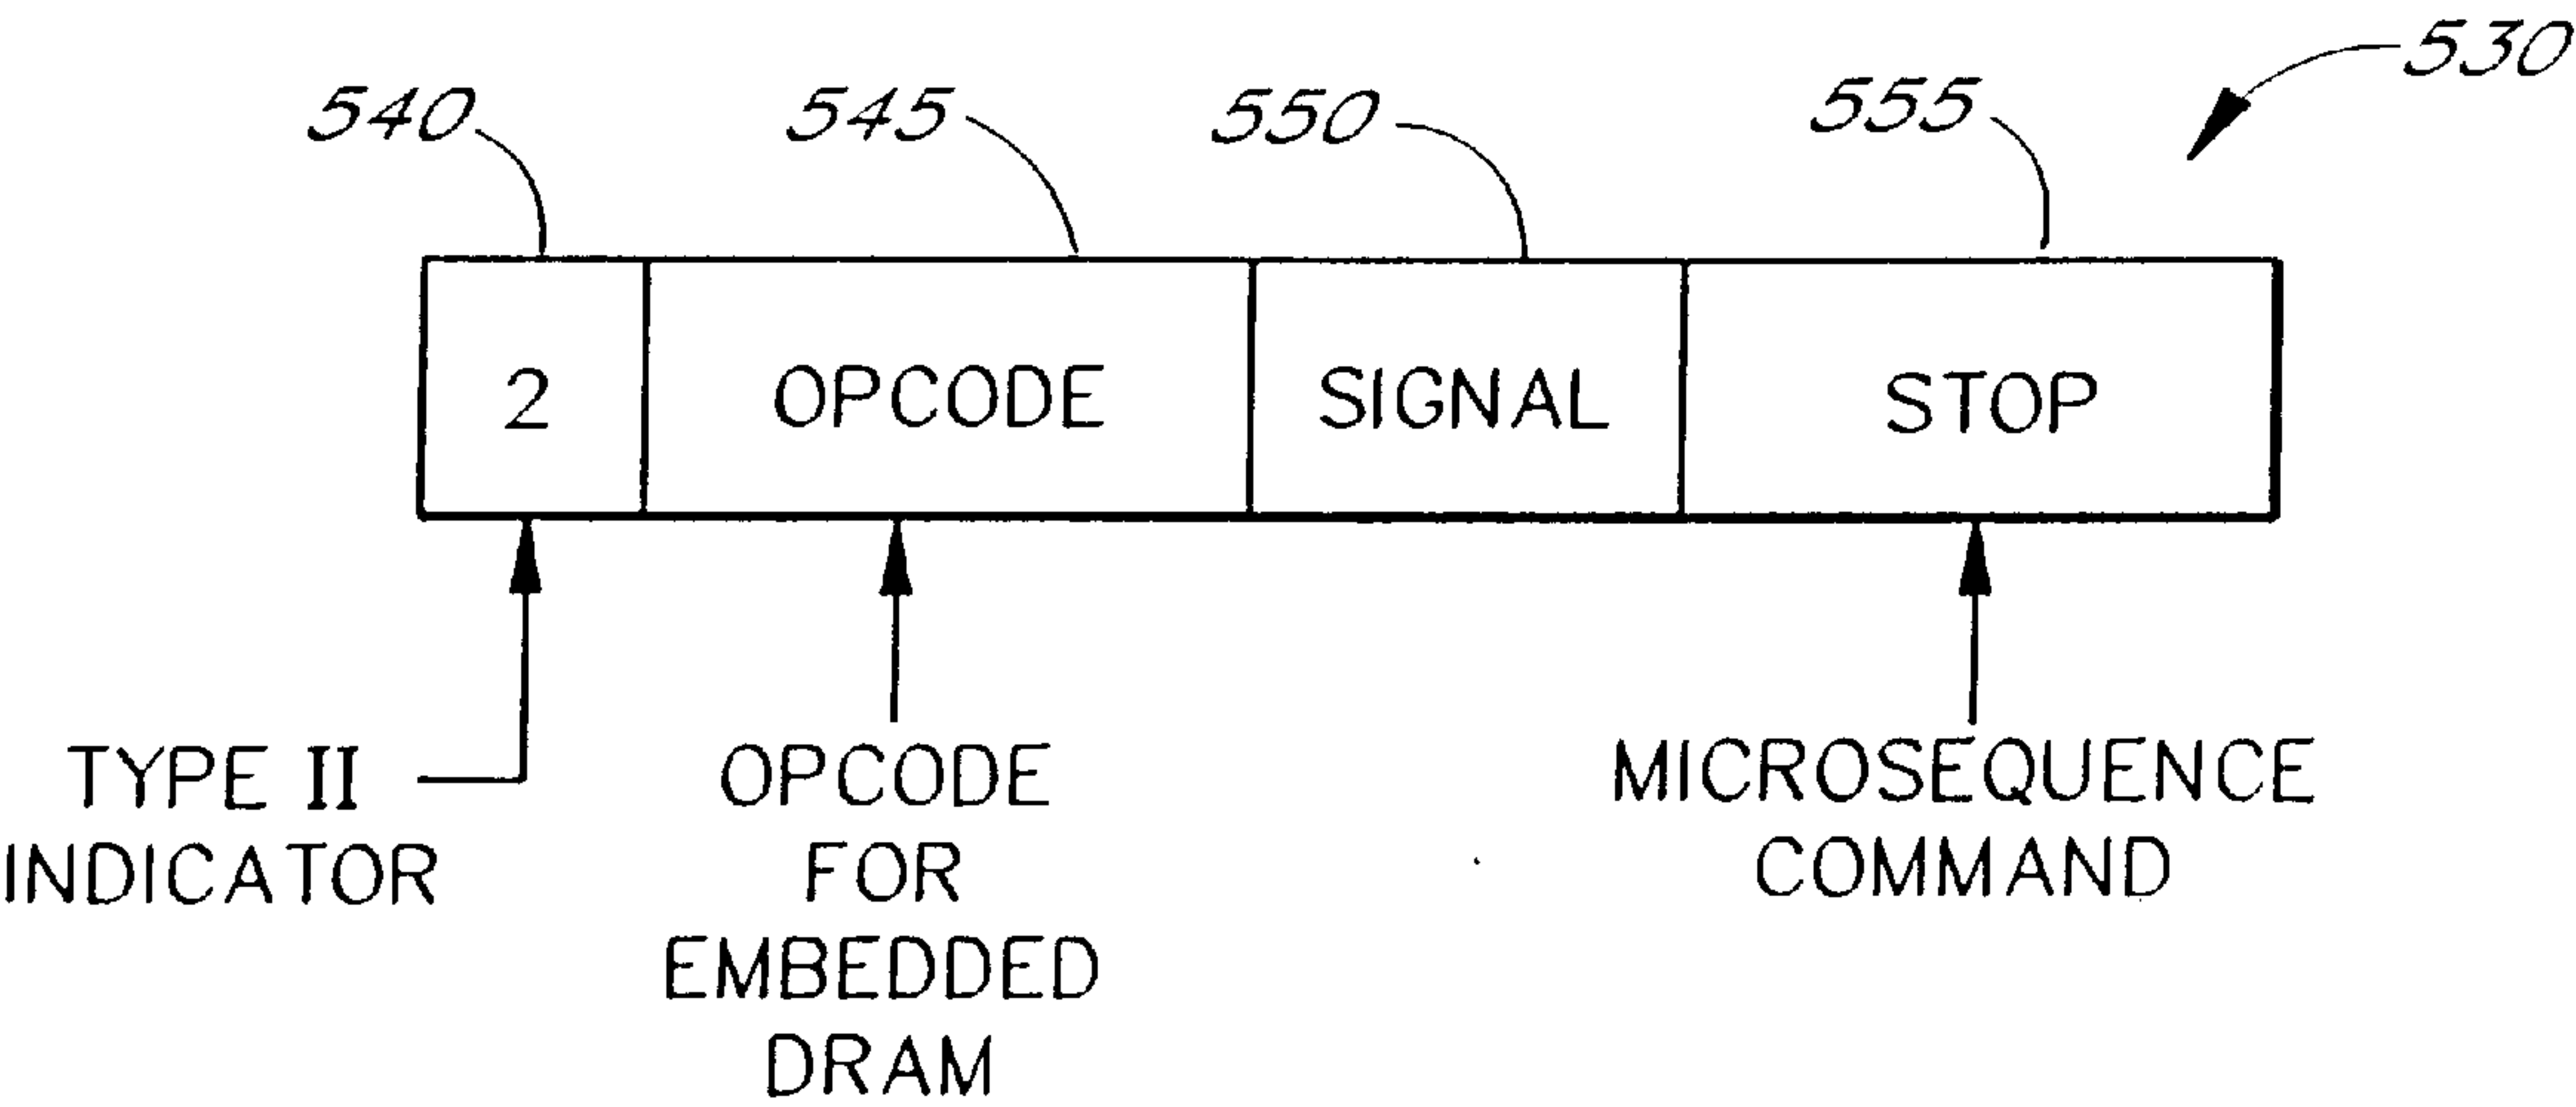 530
540 545 550 555
2 OPCODE SIGNAL STOP
TYPE II
INDICATOR
OPCODE
FOR
EMBEDDED
DRAM
MICROSEQUENCE
COMMAND